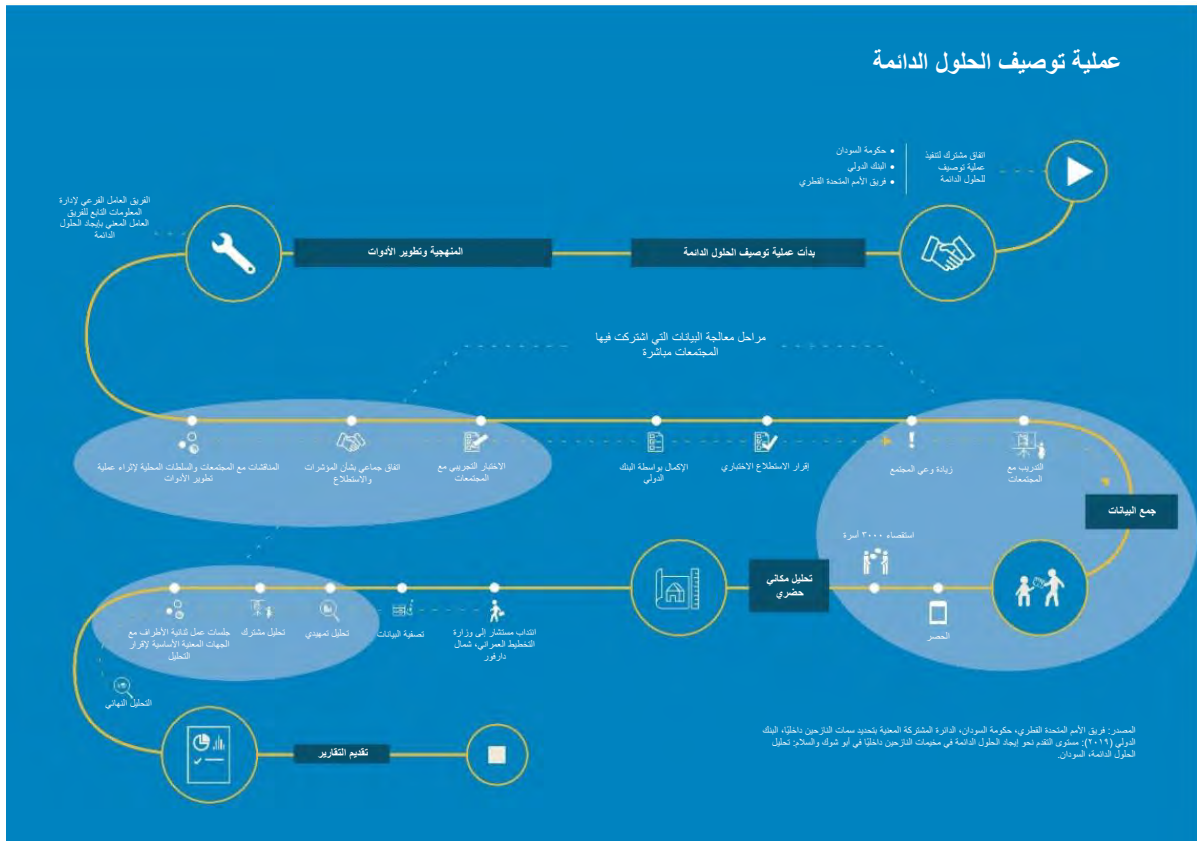 عملية توصيف الحلول الدائمة
اتفاق مشترك لتنفيذ
عملية توصيف
للحلول الدائمة
• حكومة السودان
• البنك الدولي
• فريق الأمم المتحدة القطري
بدأت عملية توصيف الحلول الدائمة
المنهجية وتطوير الأدوات
الفريق العامل الفرعي لإدارة
المعلومات التابع للفريق
العامل المعني بإيجاد الحلول
الدائمة
مراحل معالجة البيانات التي اشتركت فيها
المجتمعات مباشرة
المناقشات مع المجتمعات والسلطات المحلية لإثراء عملية
تطوير الأدوات
اتفاق جماعي بشأن المؤشرات
والاستطلاع
الاختبار التجريبي مع
المجتمعات
الإكمال بواسطة البنك
الدولي
إقرار الاستطلاع الاختباري
زيادة وعي المجتمع
التدريب مع
المجتمعات
جمع البيانات
الحصر
استقصاء ٣٠٠٠ أسرة
تحليل مكاني
حضري
انتداب مستشار إلى وزارة
التخطيط العمراني، شمال
دارفور
تصفية البيانات
تحليل تمهيدي
تحليل مشترك
جلسات عمل ثنائية الأطراف مع
الجهات المعنية الأساسية لإقرار
التحليل
التحليل النهائي
تقديم التقارير
المصدر: فريق الأمم المتحدة القطري، حكومة السودان، الدائرة المشتركة المعنية بتحديد سمات النازحين داخليًا، البنك
الدولي (٢٠١٩): مستوى التقدم نحو إيجاد الحلول الدائمة في مخيمات النازحين داخليًا في أبو شوك والسلام: تحليل
الحلول الدائمة، السودان.